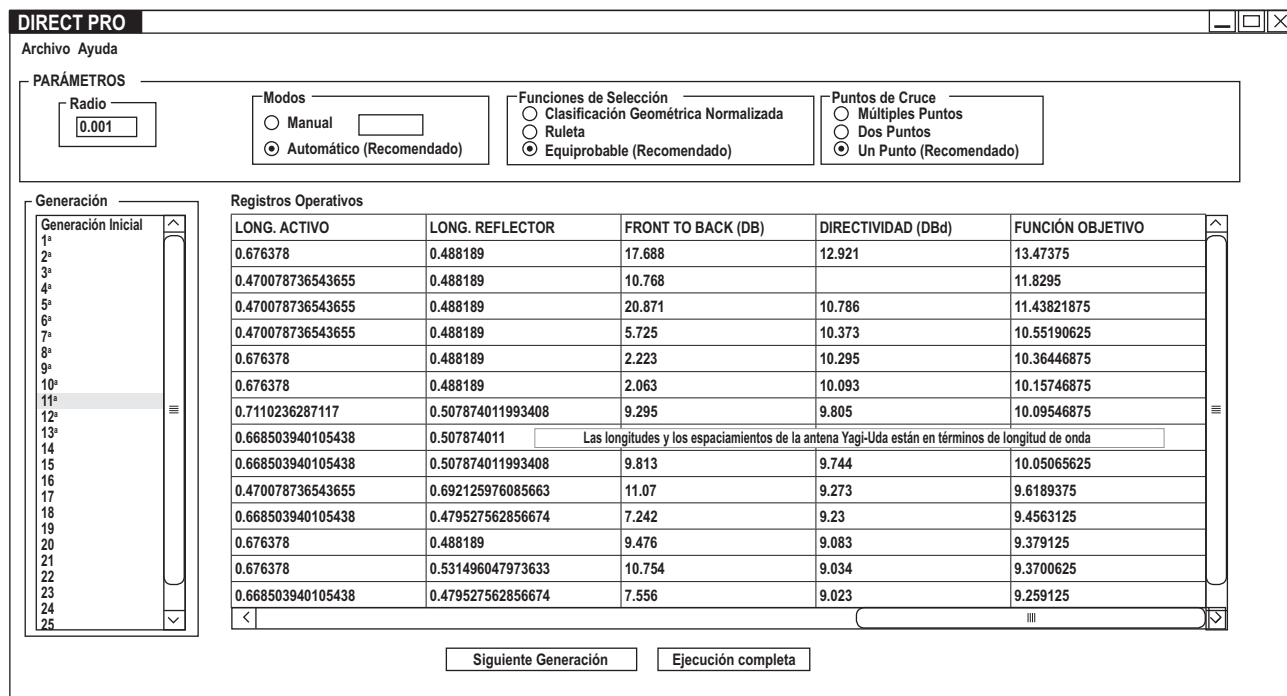 DIRECT PRO
Archivo Ayuda
PARÁMETROS
Radio
0.001
Modos
Manual
Automático (Recomendado)
Funciones de Selección
Clasificación Geométrica Normalizada
Ruleta
Equiprobable (Recomendado)
Puntos de Cruce
Múltiples Puntos
Dos Puntos
Un Punto (Recomendado)
Generación
Generación Inicial
1ª
2ª
3ª
4ª
5ª
6ª
7ª
8ª
9ª
10ª
11ª
12ª
13ª
14
15
16
17
18
19
20
21
22
23
24
25
Registros Operativos
LONG. ACTIVO LONG. REFLECTOR FRONT TO BACK (DB) DIRECTIVIDAD (DBd) FUNCIÓN OBJETIVO
0.676378 0.488189 17.688 12.921 13.47375
0.470078736543655 0.488189 10.768 11.8295
0.470078736543655 0.488189 20.871 10.786 11.43821875
0.470078736543655 0.488189 5.725 10.373 10.55190625
0.676378 0.488189 2.223 10.295 10.36446875
0.676378 0.488189 2.063 10.093 10.15746875
0.7110236287117 0.507874011993408 9.295 9.805 10.09546875
0.668503940105438 0.507874011 Las longitudes y los espaciamientos de la antena Yagi-Uda están en términos de longitud de onda
0.668503940105438 0.507874011993408 9.813 9.744 10.05065625
0.470078736543655 0.692125976085663 11.07 9.273 9.6189375
0.668503940105438 0.479527562856674 7.242 9.23 9.4563125
0.676378 0.488189 9.476 9.083 9.379125
0.676378 0.531496047973633 10.754 9.034 9.3700625
0.668503940105438 0.479527562856674 7.556 9.023 9.259125
Siguiente Generación Ejecución completa